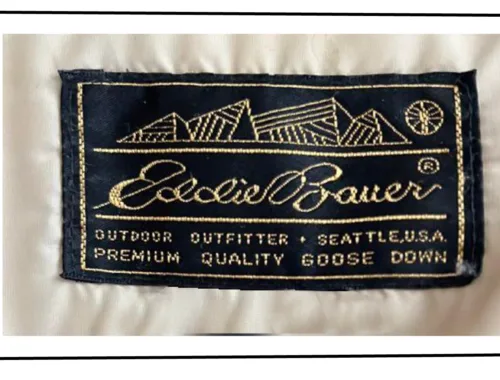 Eddie Bauer®
OUTDOOR OUTFITTER • SEATTLE,U.S.A.
PREMIUM QUALITY GOOSE DOWN